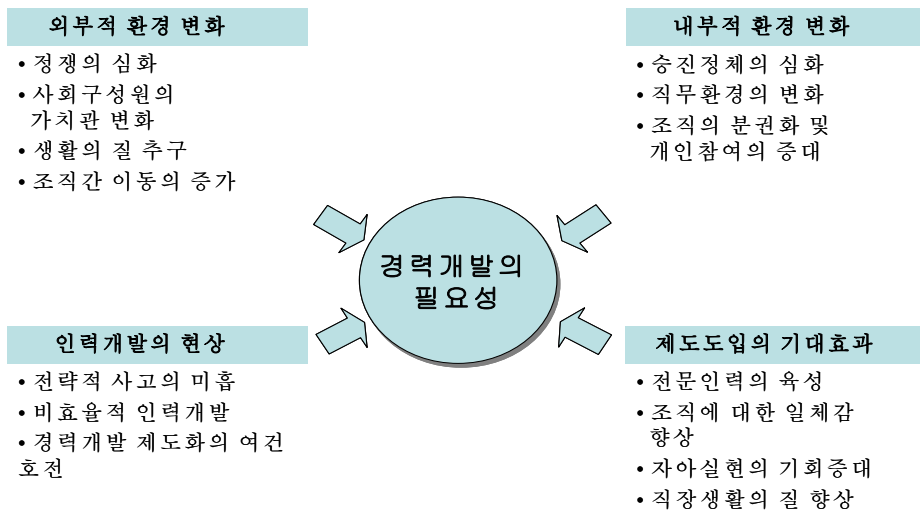 외부적 환경 변화
• 정쟁의 심화
• 사회구성원의
가치관 변화
• 생활의 질 추구
• 조직간 이동의 증가
내부적 환경 변화
• 승진정체의 심화
• 직무환경의 변화
• 조직의 분권화 및
개인참여의 증대
경력개발의
필요성
인력개발의 현상
• 전략적 사고의 미흡
• 비효율적 인력개발
• 경력개발 제도화의 여건
호전
제도도입의 기대효과
• 전문인력의 육성
• 조직에 대한 일체감
향상
• 자아실현의 기회증대
• 직장생활의 질 향상